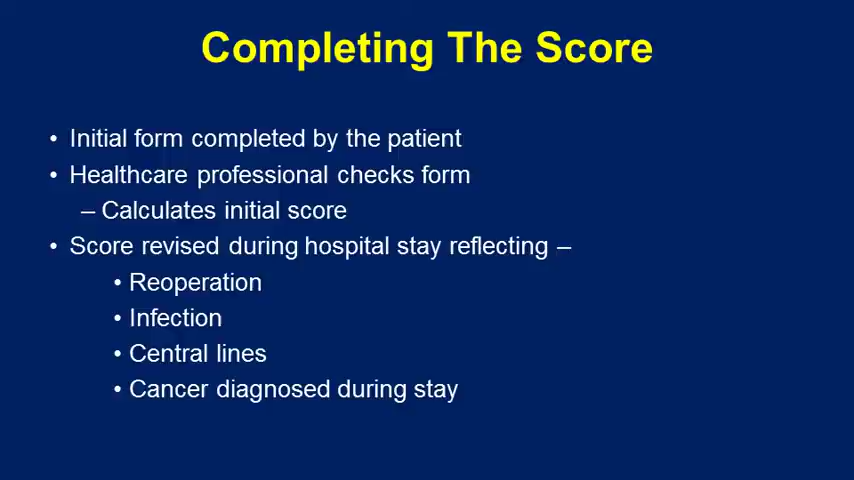 Completing The Score
• Initial form completed by the patient
• Healthcare professional checks form
– Calculates initial score
• Score revised during hospital stay reflecting –
• Reoperation
• Infection
• Central lines
• Cancer diagnosed during stay